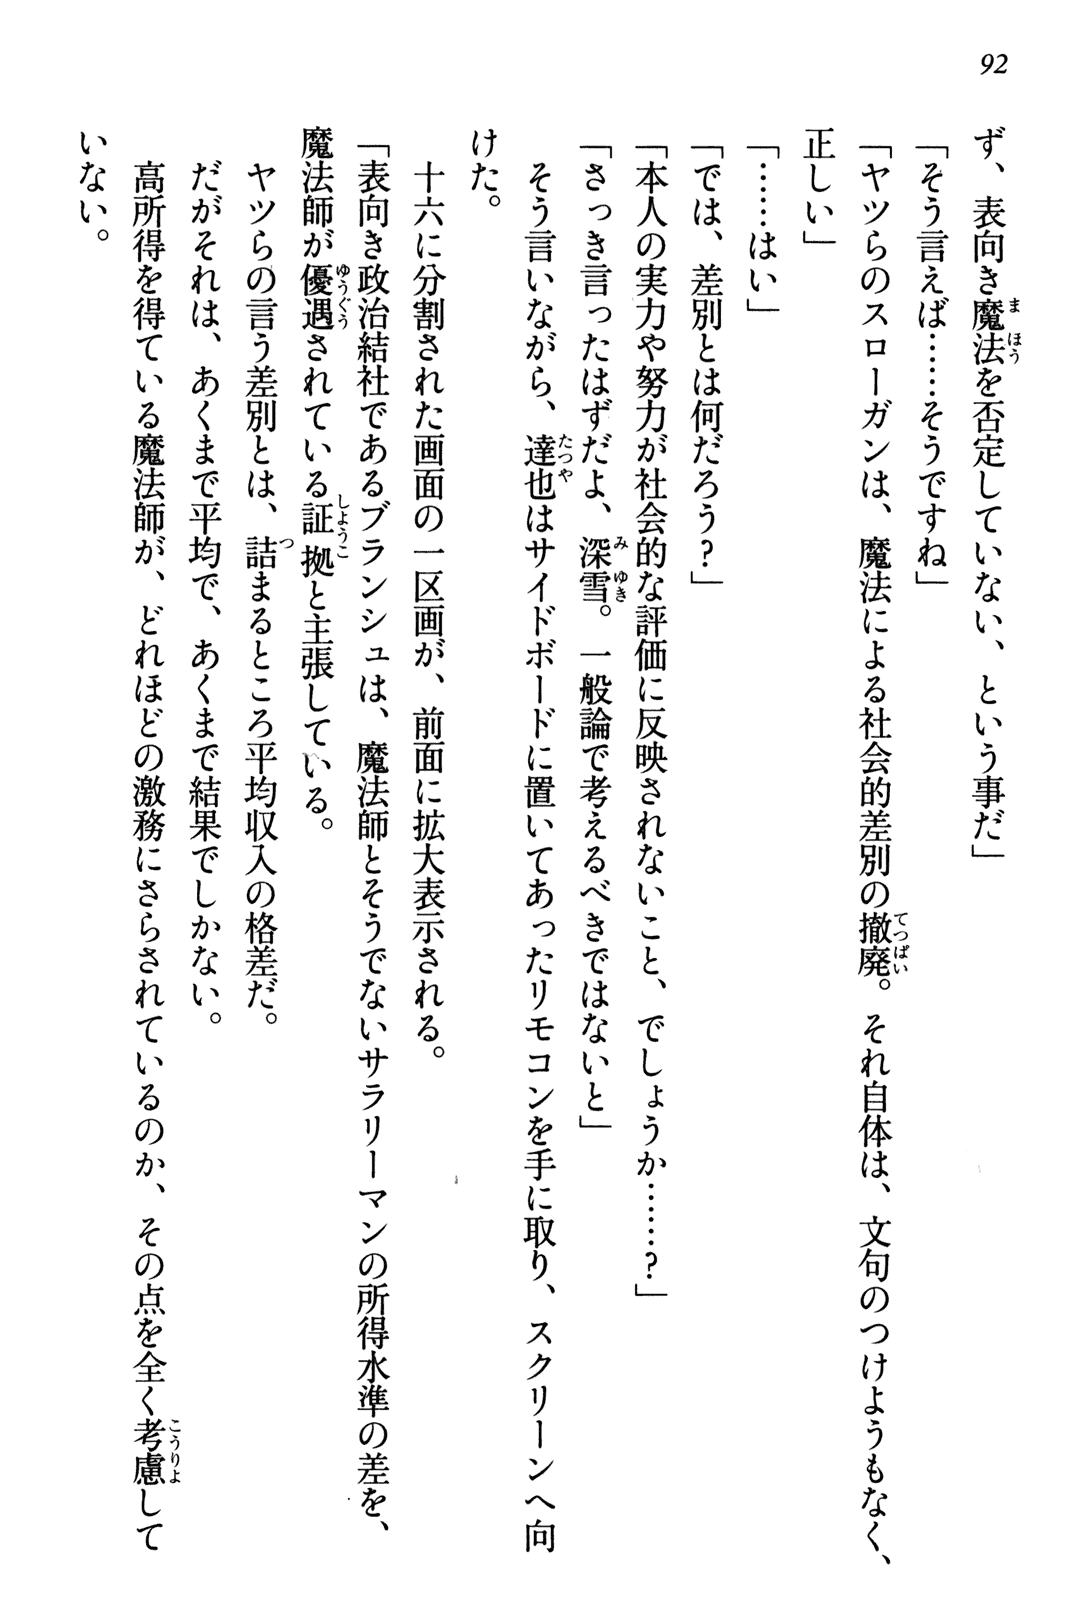 92
ず、表向き魔法を否定していない、という事だ」
「そう言えば……そうですね」
「ヤツらのスローガンは、魔法による社会的差別の撤廃。それ自体は、文句のつけようもなく、
正しい」
「……はい」
「では、差別とは何だろう？」
「本人の実力や努力が社会的な評価に反映されないこと、でしょうか……？」
「さっき言ったはずだよ、深雪。一般論で考えるべきではないと」
そう言いながら、達也はサイドボードに置いてあったリモコンを手に取り、スクリーンへ向
けた。
十六に分割された画面の一区画が、前面に拡大表示される。
「表向き政治結社であるブランシュは、魔法師とそうでないサラリーマンの所得水準の差を、
魔法師が優遇されている証拠と主張している。
ヤツらの言う差別とは、詰まるところ平均収入の格差だ。
だがそれは、あくまで平均で、あくまで結果でしかない。
高所得を得ている魔法師が、どれほどの激務にさらされているのか、その点を全く考慮して
いない。